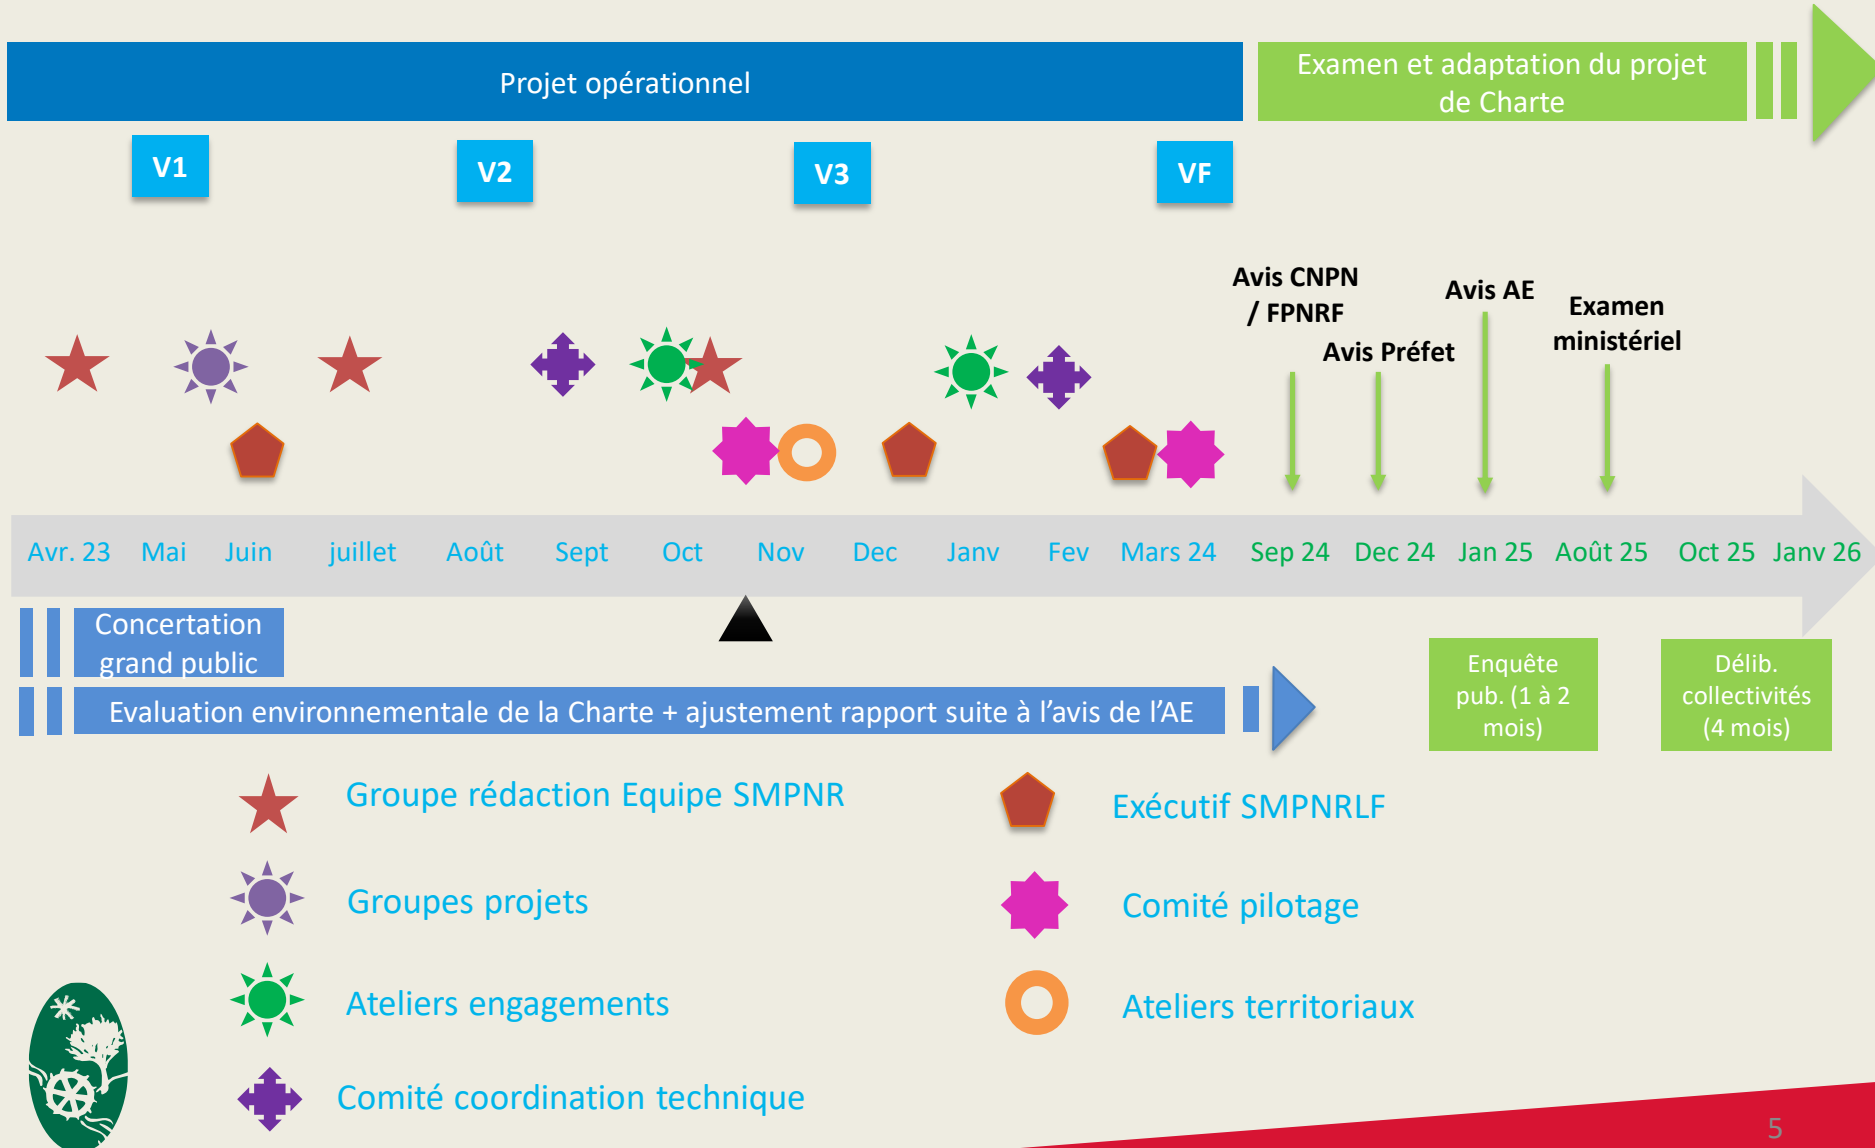 Projet opérationnel
Examen et adaptation du projet
de Charte
V1
V2
V3
VF
Avis CNPN
/ FPNRF
Avis Préfet
Avis AE
Examen
ministériel
Avr. 23
Mai
Juin
juillet
Août
Sept
Oct
Nov
Dec
Janv
Fev
Mars 24
Sep 24
Dec 24
Jan 25
Août 25
Oct 25
Janv 26
Concertation
grand public
Evaluation environnementale de la Charte + ajustement rapport suite à l’avis de l’AE
Enquête
pub. (1 à 2
mois)
Délib.
collectivités
(4 mois)
Groupe rédaction Equipe SMPNR
Groupes projets
Ateliers engagements
Comité coordination technique
Exécutif SMPNRLF
Comité pilotage
Ateliers territoriaux
5